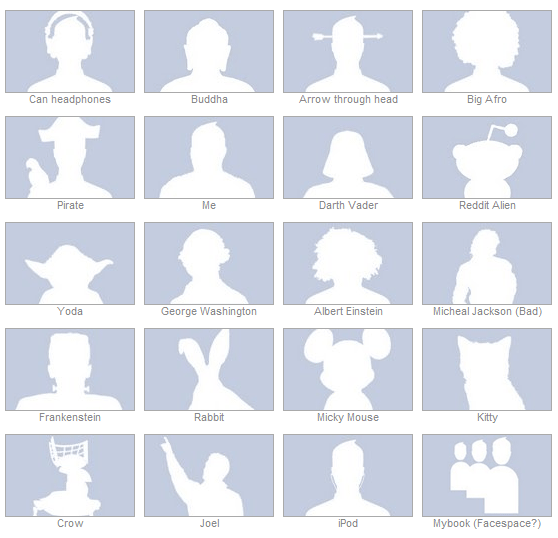 Can headphones
Buddha
Arrow through head
Big Afro
Pirate
Me
Darth Vader
Reddit Alien
Yoda
George Washington
Albert Einstein
Micheal Jackson (Bad)
Frankenstein
Rabbit
Micky Mouse
Kitty
Crow
Joel
iPod
Mybook (Facespace?)